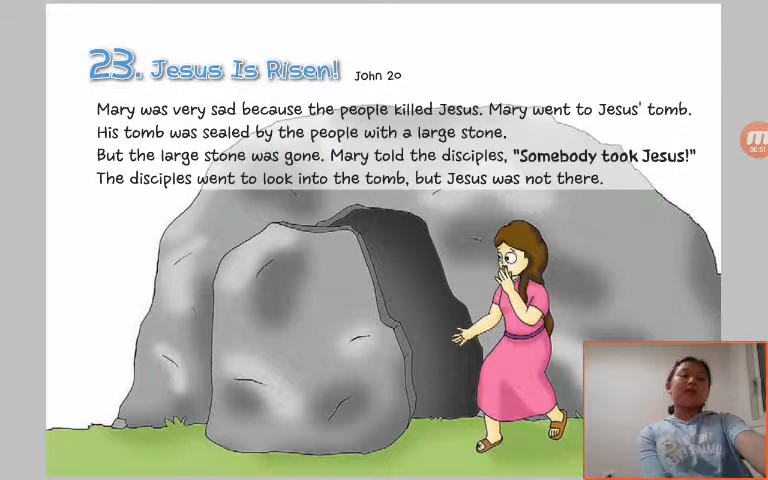 23. Jesus Is Risen! John 20
Mary was very sad because the people killed Jesus. Mary went to Jesus' tomb.
His tomb was sealed by the people with a large stone.
But the large stone was gone. Mary told the disciples, "Somebody took Jesus!"
The disciples went to look into the tomb, but Jesus was not there.
00:51